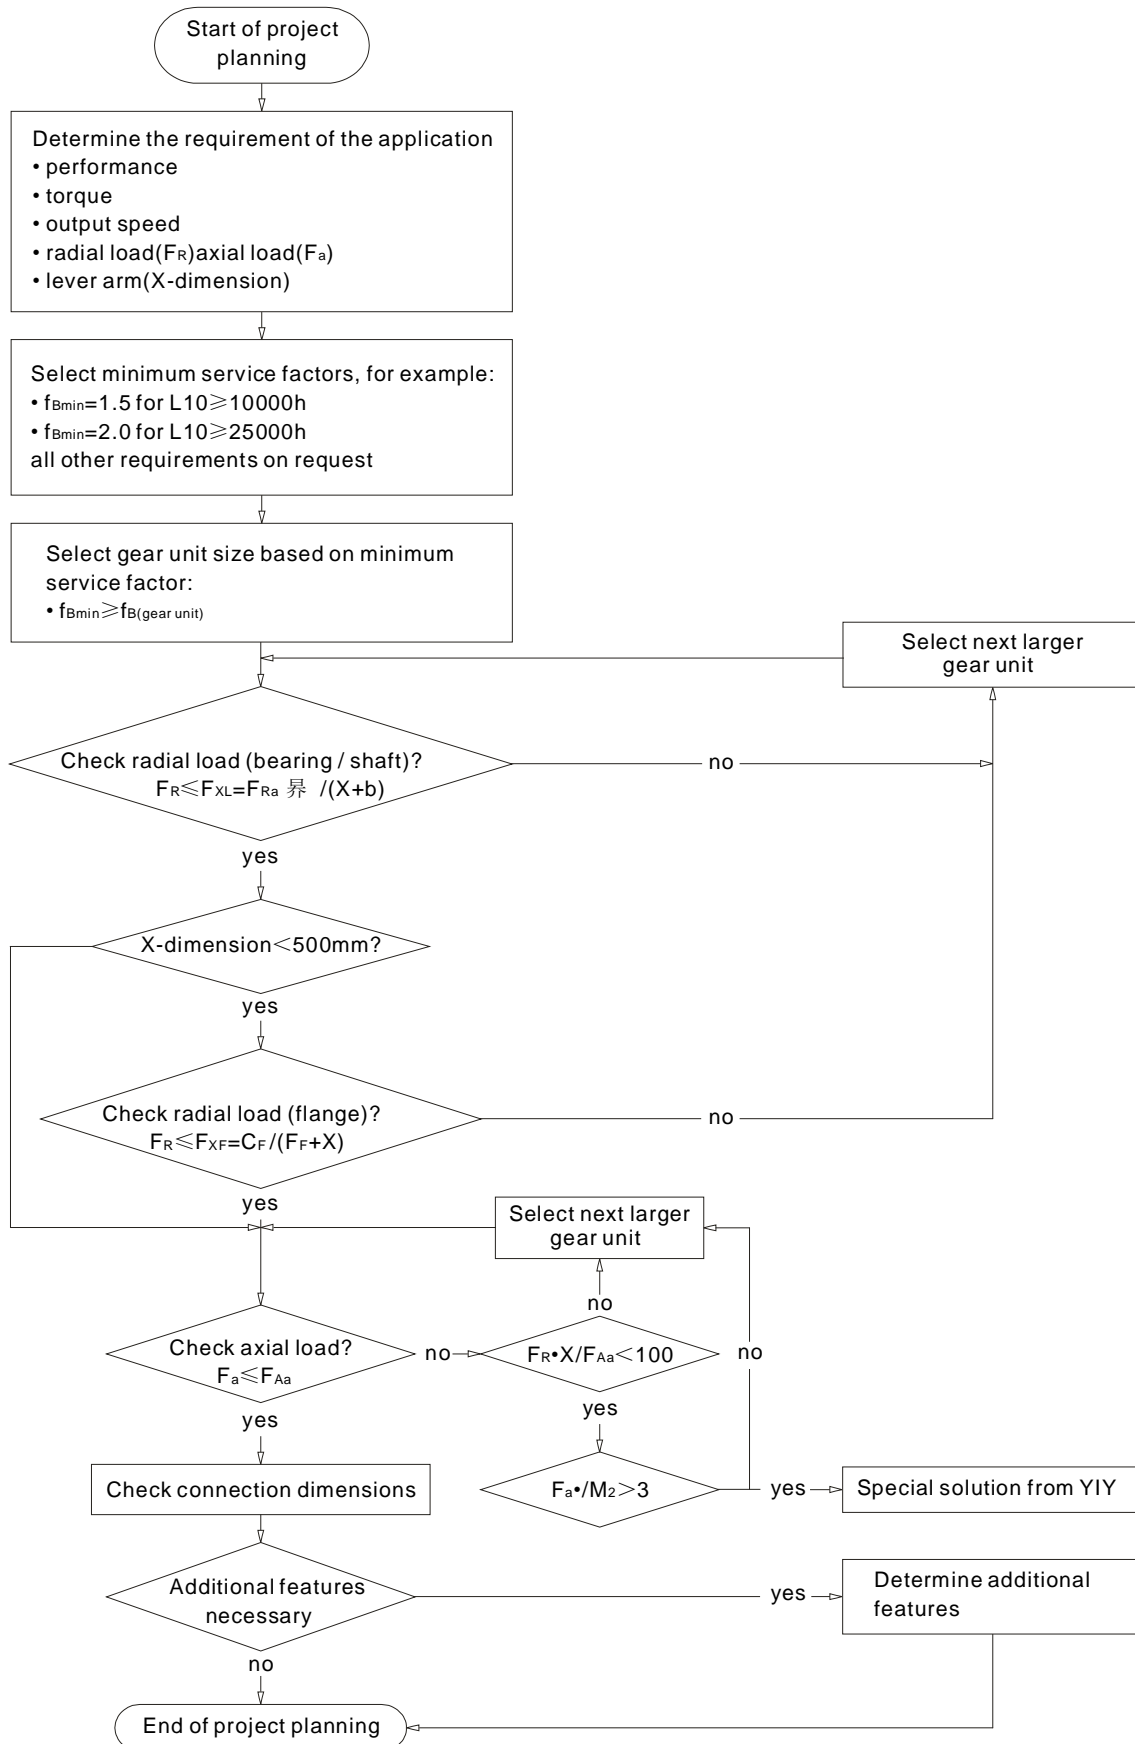 Start of project
planning
Determine the requirement of the application
• performance
• torque
• output speed
• radial load(FR)axial load(Fa)
• lever arm(X-dimension)
Select minimum service factors, for example:
• fBmin=1.5 for L10≥10000h
• fBmin=2.0 for L10≥25000h
all other requirements on request
Select gear unit size based on minimum
service factor:
• fBmin≥fB(gear unit)
Select next larger
gear unit
Check radial load (bearing / shaft)?
FR≤FXL=FRa 昪 /(X+b)
no
yes
X-dimension<500mm?
yes
Check radial load (flange)?
FR≤FXF=CF/(FF+X)
no
yes
Select next larger
gear unit
no
Check axial load?
Fa≤FAa
no
FR•X/FAa<100
no
yes
yes
Check connection dimensions
Fa•/M2>3
yes
Special solution from YIY
Additional features
necessary
yes
Determine additional
features
no
End of project planning